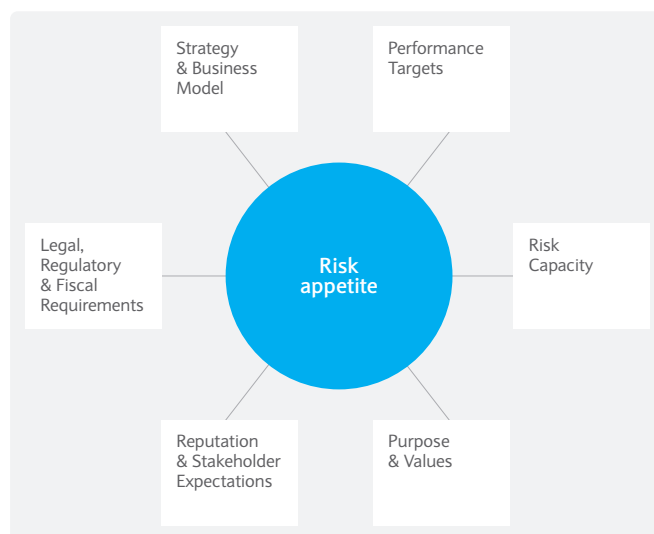 Strategy
& Business
Model
Performance
Targets
Legal,
Regulatory
& Fiscal
Requirements
Risk
appetite
Risk
Capacity
Reputation
& Stakeholder
Expectations
Purpose
& Values